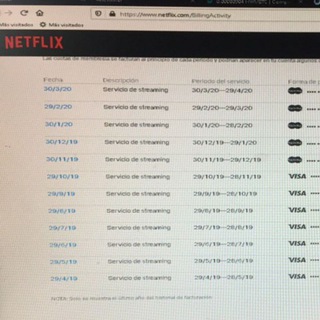 https://www.netflix.com/BillingActivity
Más visitados
Más visitados
NETFLIX
Las cuotas de membresía se facturan al principio de cada periodo y podrían aparecer en tu cuenta algunos
Fecha Descripción Periodo del servicio Forma de
30/3/20 Servicio de streaming 30/3/20—29/4/20
29/2/20 Servicio de streaming 29/2/20—29/3/20
30/1/20 Servicio de streaming 30/1/20—28/2/20
30/12/19 Servicio de streaming 30/12/19—29/1/20
30/11/19 Servicio de streaming 30/11/19—29/12/19
29/10/19 Servicio de streaming 29/10/19—28/11/19 VISA
29/9/19 Servicio de streaming 29/9/19—28/10/19 VISA
29/8/19 Servicio de streaming 29/8/19—28/9/19 VISA
29/7/19 Servicio de streaming 29/7/19—28/8/19 VISA
29/6/19 Servicio de streaming 29/6/19—28/7/19 VISA
29/5/19 Servicio de streaming 29/5/19—28/6/19 VISA
29/4/19 Servicio de streaming 29/4/19—28/5/19 VISA
NOTA: Solo se muestra el último año del historial de facturación.